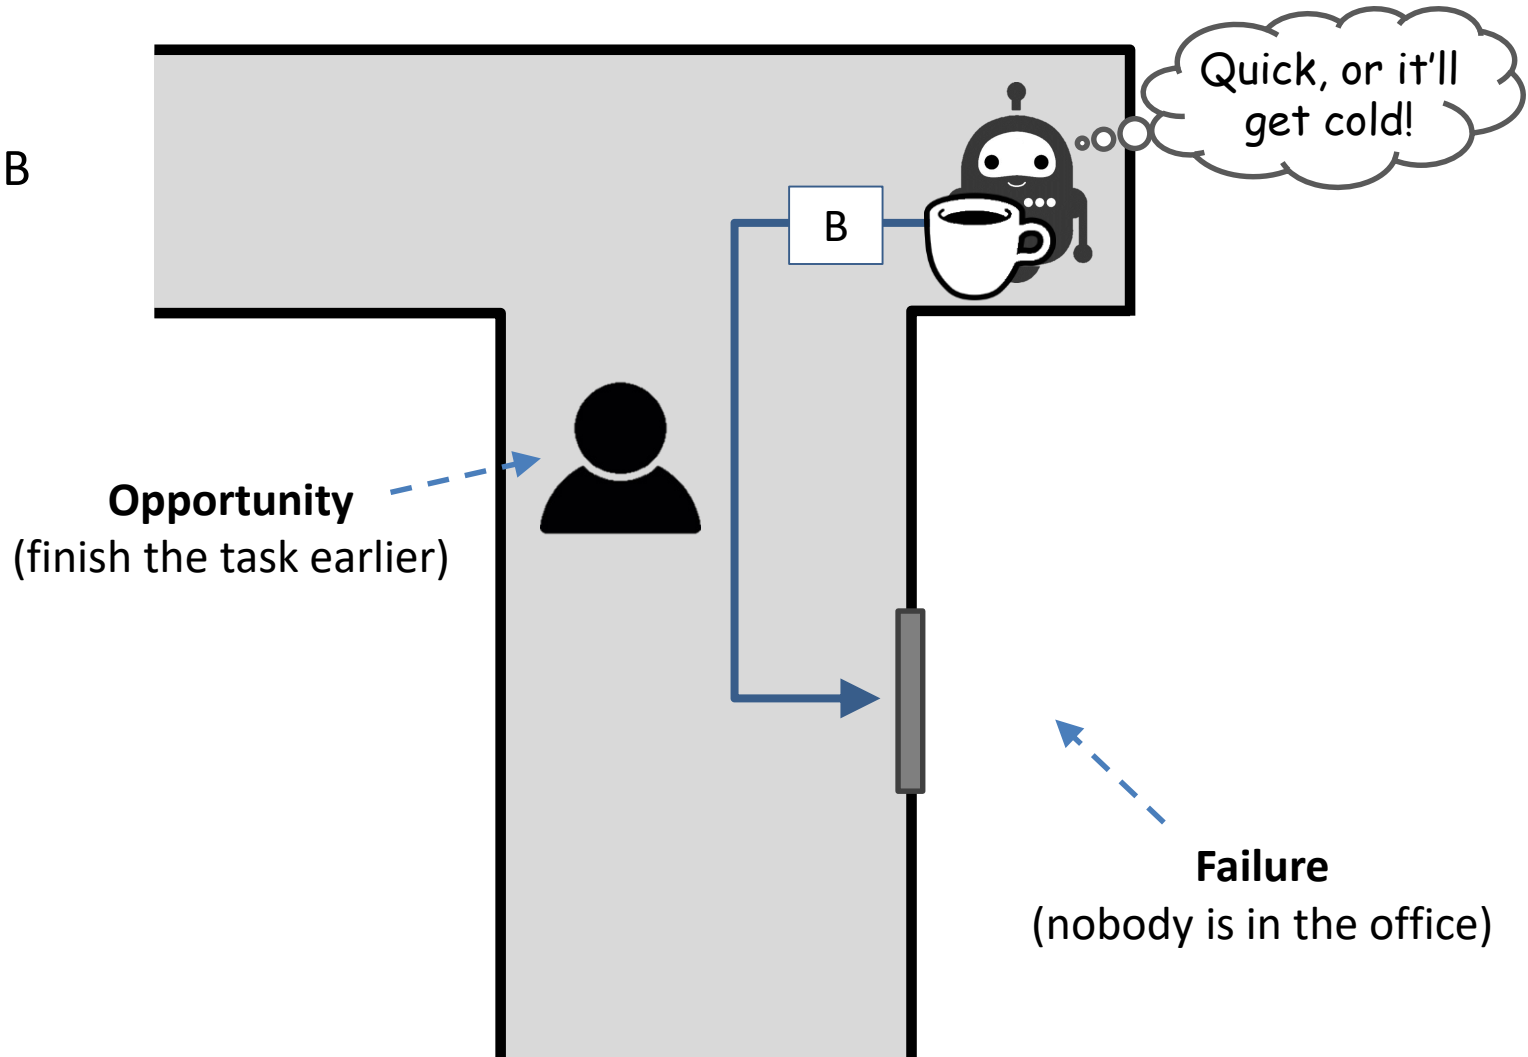 Quick, or it'll
get cold!
B
B
Opportunity
(finish the task earlier)
Failure
(nobody is in the office)